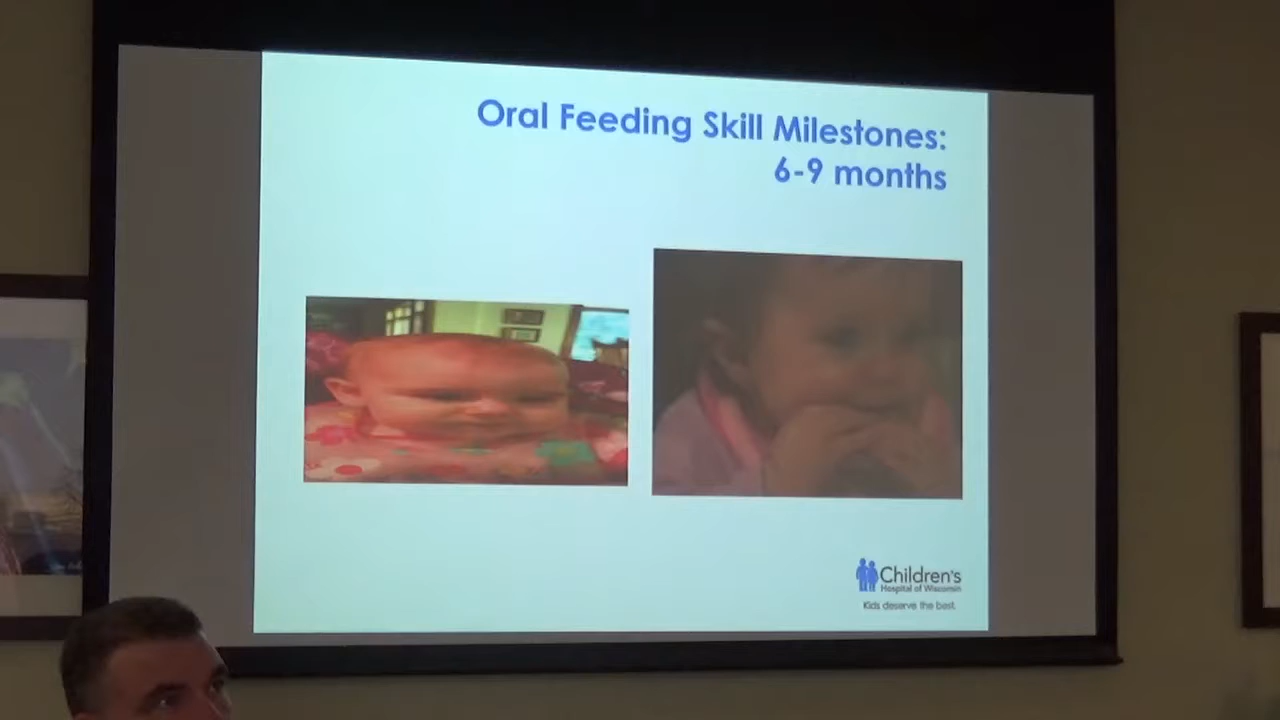 Oral Feeding Skill Milestones:
6-9 months
Children's
Hospital of Wisconsin
Kids deserve the best.